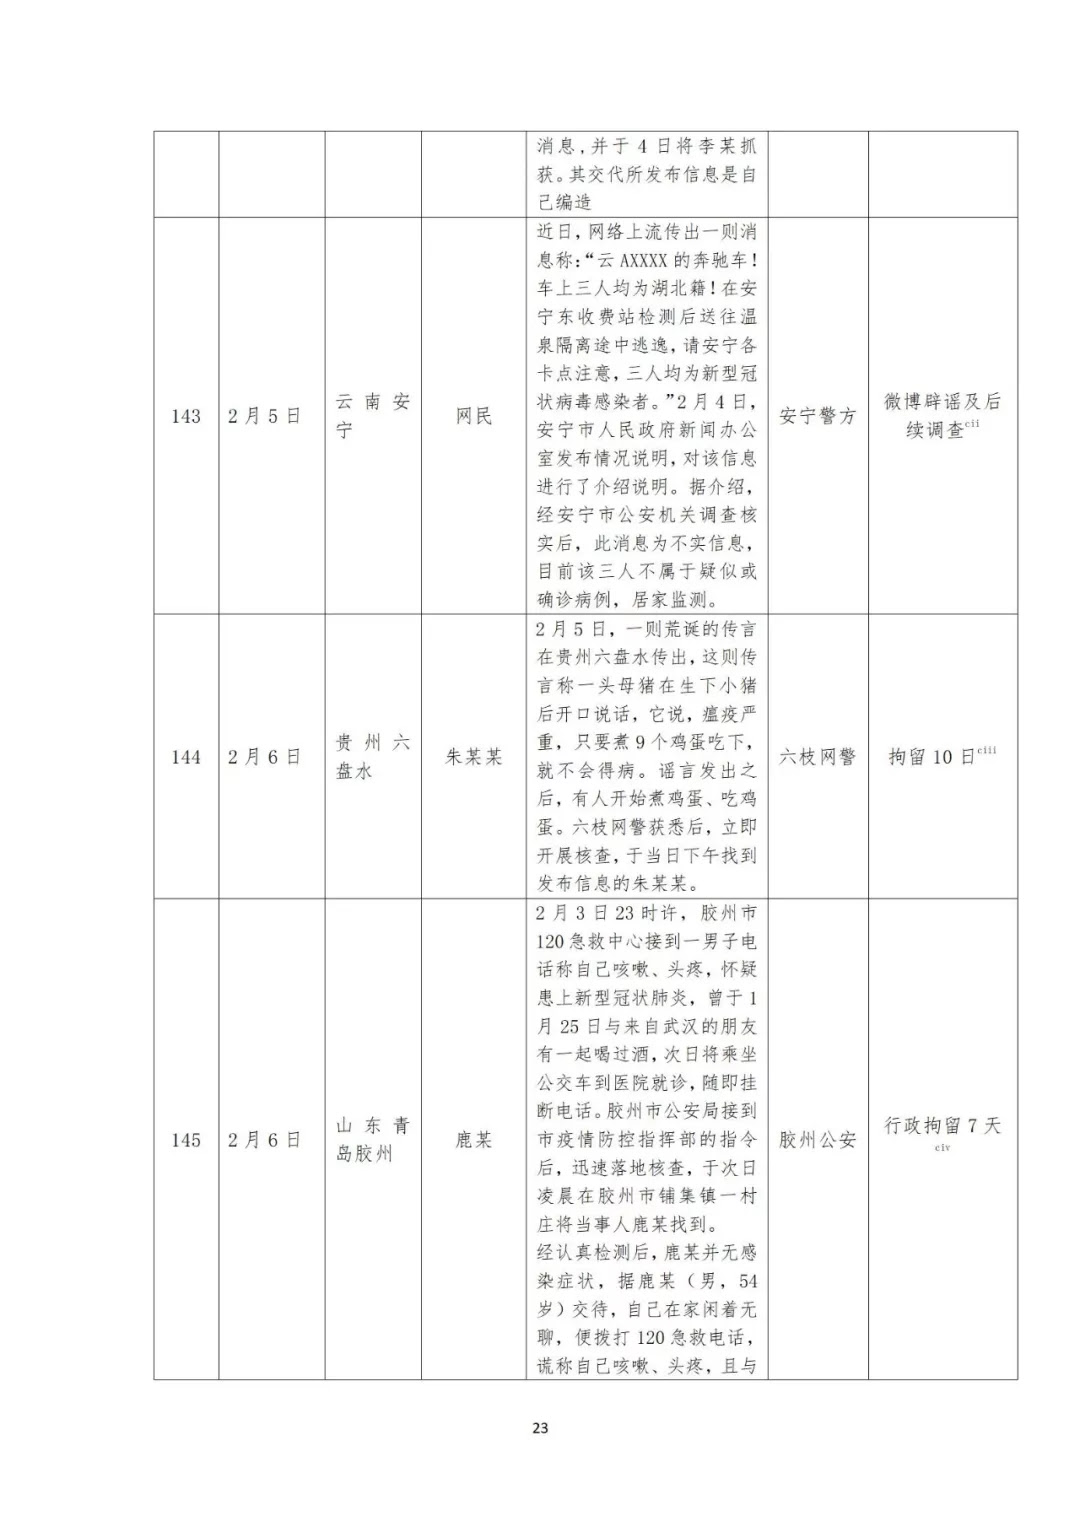 消息,并于 4 日将李某抓
获。其交代所发布信息是自
己编造
143
2 月 5 日
云南安
宁
网民
近日,网络上流传出一则消
息称:“云 AXXXX 的奔驰车!
车上三人均为湖北籍!在安
宁东收费站检测后送往温
泉隔离途中逃逸,请安宁各
卡点注意,三人均为新型冠
状病毒感染者。”2 月 4 日,
安宁市人民政府新闻办公
室发布情况说明,对该信息
进行了介绍说明。据介绍,
经安宁市公安机关调查核
实后,此消息为不实信息,
目前该三人不属于疑似或
确诊病例,居家监测。
安宁警方
微博辟谣及后
续调查cii
144
2 月 6 日
贵州六
盘水
朱某某
2 月 5 日,一则荒诞的传言
在贵州六盘水传出,这则传
言称一头母猪在生下小猪
后开口说话,它说,瘟疫严
重,只要煮 9 个鸡蛋吃下,
就不会得病。谣言发出之
后,有人开始煮鸡蛋、吃鸡
蛋。六枝网警获悉后,立即
开展核查,于当日下午找到
发布信息的朱某某。
六枝网警
拘留 10 日ciii
145
2 月 6 日
山东青
岛胶州
鹿某
2 月 3 日 23 时许,胶州市
120 急救中心接到一男子电
话称自己咳嗽、头疼,怀疑
患上新型冠状肺炎,曾于 1
月 25 日与来自武汉的朋友
有一起喝过酒,次日将乘坐
公交车到医院就诊,随即挂
断电话。胶州市公安局接到
市疫情防控指挥部的指令
后,迅速落地核查,于次日
凌晨在胶州市铺集镇一村
庄将当事人鹿某找到。
经认真检测后,鹿某并无感
染症状,据鹿某(男,54
岁)交待,自己在家闲着无
聊,便拨打 120 急救电话,
谎称自己咳嗽、头疼,且与
胶州公安
行政拘留 7 天
civ
23